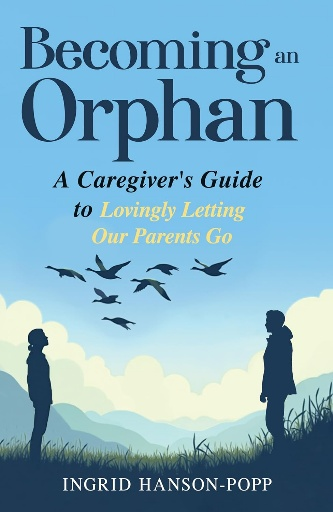 Becoming an
Orphan
A Caregiver's Guide
to Lovingly Letting
Our Parents Go
INGRID HANSON-POPP